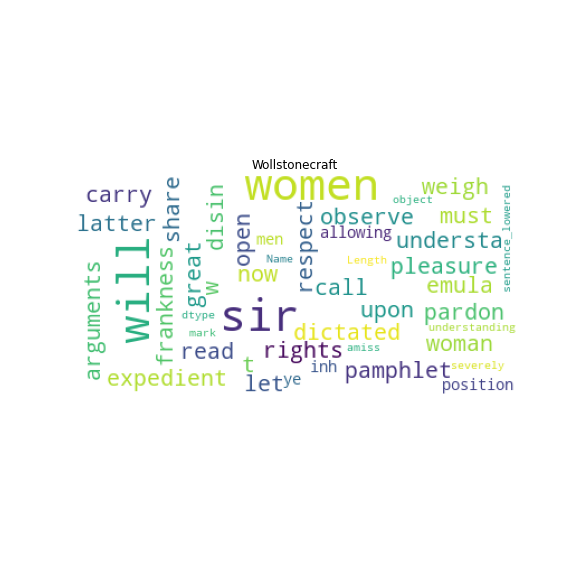 Wollstonecraft
women
weigh
carry
share
disin
object
sentence_lowered
latter
open
respect
observe
must
men
allowing
understa
will
frankness
great
Name
Length
pleasure
arguments
w
now
call
emula
sir
upon
pardon
dtype
dictated
understanding
mark
read
rights
amiss
woman
t
inh
pamphlet
severely
expedient
let
ye
position